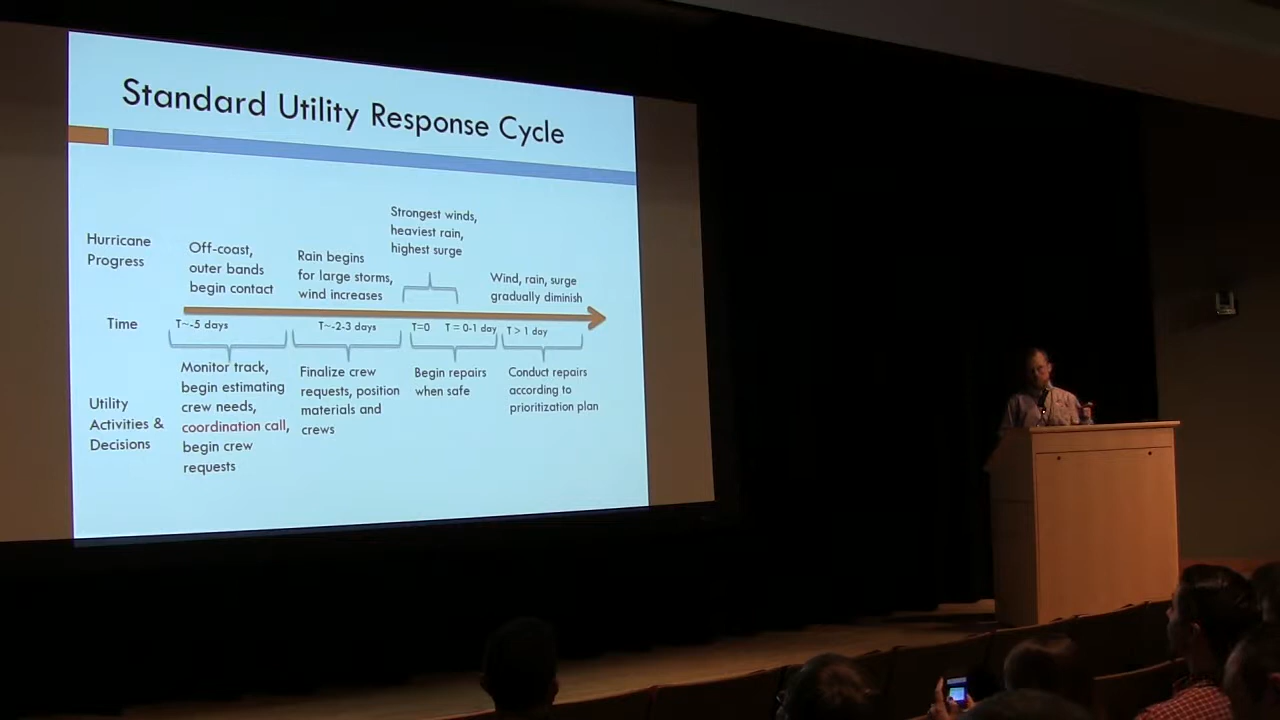 Standard Utility Response Cycle
Hurricane
Progress
Off-coast,
outer bands
begin contact
Rain begins
for large storms,
wind increases
Strongest winds,
heaviest rain,
highest surge
Wind, rain, surge
gradually diminish
Time
T~-5 days
T~-2-3 days
T=0
T = 0-1 day
T > 1 day
Utility
Activities &
Decisions
Monitor track,
begin estimating
crew needs,
coordination call,
begin crew
requests
Finalize crew
requests, position
materials and
crews
Begin repairs
when safe
Conduct repairs
according to
prioritization plan